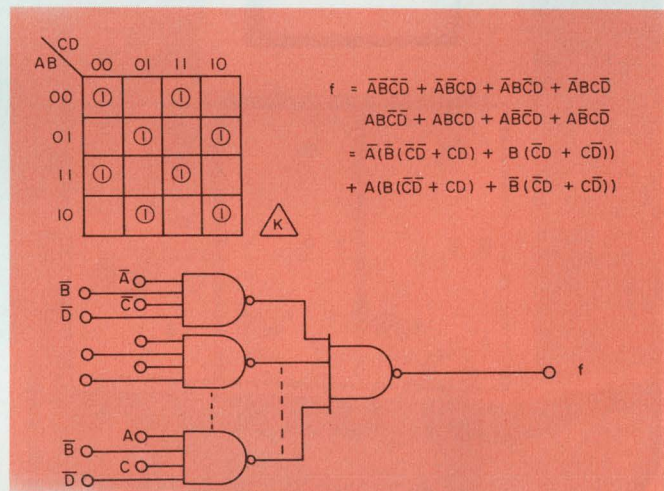 CD
AB 00 01 11 10
00 1 1
01 1 1
11 1 1
10 1 1
K
f = A̅B̅C̅D̅ + A̅B̅CD + A̅BC̅D + A̅BCD̅
ABC̅D̅ + ABCD + AB̅C̅D + AB̅CD̅
= A̅(B̅(C̅D̅ + CD) + B(C̅D + CD̅))
+ A(B(C̅D̅ + CD) + B̅(C̅D + CD̅))
A̅
B̅
C̅
D̅
f
A
B̅
C
D̅